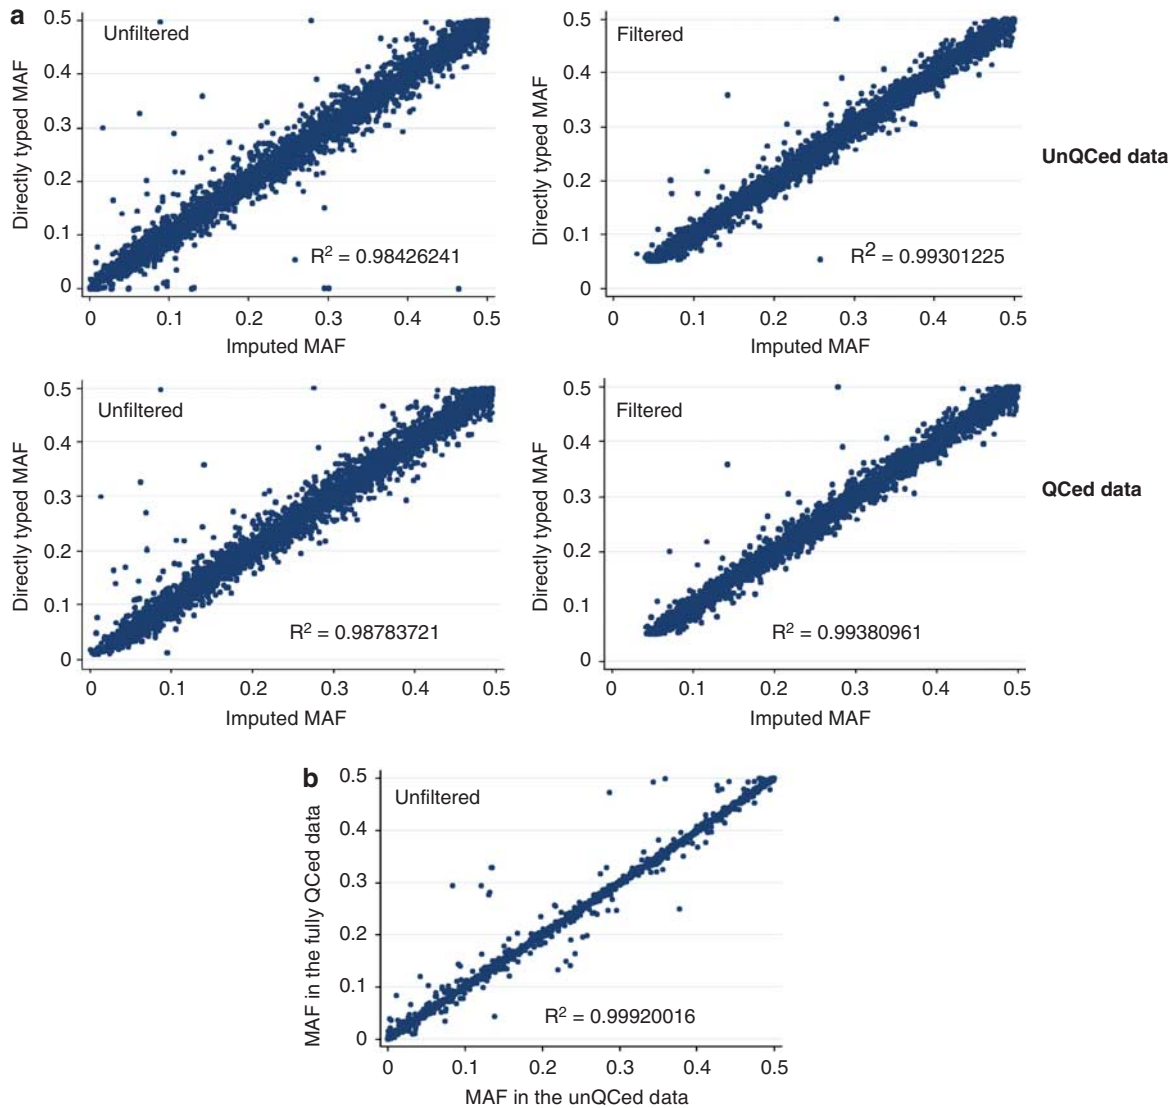 a
Unfiltered
Directly typed MAF
0.5
0.4
0.3
0.2
0.1
0
R² = 0.98426241
0 0.1 0.2 0.3 0.4 0.5
Imputed MAF
Filtered
Directly typed MAF
0.5
0.4
0.3
0.2
0.1
0
R² = 0.99301225
0 0.1 0.2 0.3 0.4 0.5
Imputed MAF
UnQCed data
Unfiltered
Directly typed MAF
0.5
0.4
0.3
0.2
0.1
0
R² = 0.98783721
0 0.1 0.2 0.3 0.4 0.5
Imputed MAF
Filtered
Directly typed MAF
0.5
0.4
0.3
0.2
0.1
0
R² = 0.99380961
0 0.1 0.2 0.3 0.4 0.5
Imputed MAF
QCed data
b
Unfiltered
MAF in the fully QCed data
0.5
0.4
0.3
0.2
0.1
0
R² = 0.99920016
0 0.1 0.2 0.3 0.4 0.5
MAF in the unQCed data